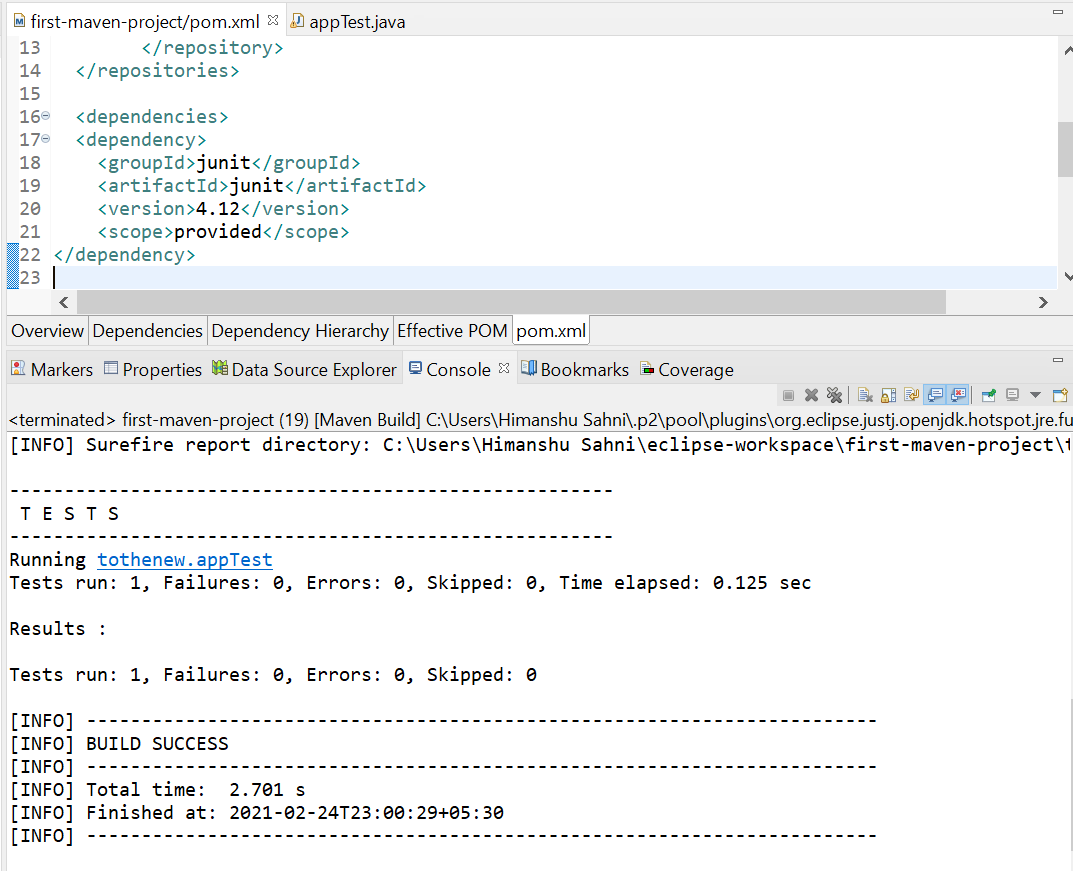 first-maven-project/pom.xml appTest.java
13 </repository>
14 </repositories>
15
16 <dependencies>
17 <dependency>
18 <groupId>junit</groupId>
19 <artifactId>junit</artifactId>
20 <version>4.12</version>
21 <scope>provided</scope>
22 </dependency>
23
Overview Dependencies Dependency Hierarchy Effective POM pom.xml
Markers Properties Data Source Explorer Console Bookmarks Coverage
<terminated> first-maven-project (19) [Maven Build] C:\Users\Himanshu Sahni\.p2\pool\plugins\org.eclipse.justj.openjdk.hotspot.jre.fu
[INFO] Surefire report directory: C:\Users\Himanshu Sahni\eclipse-workspace\first-maven-project\t
-------------------------------------------------------
T E S T S
-------------------------------------------------------
Running tothenew.appTest
Tests run: 1, Failures: 0, Errors: 0, Skipped: 0, Time elapsed: 0.125 sec
Results :
Tests run: 1, Failures: 0, Errors: 0, Skipped: 0
[INFO] ------------------------------------------------------------------------
[INFO] BUILD SUCCESS
[INFO] ------------------------------------------------------------------------
[INFO] Total time:  2.701 s
[INFO] Finished at: 2021-02-24T23:00:29+05:30
[INFO] ------------------------------------------------------------------------